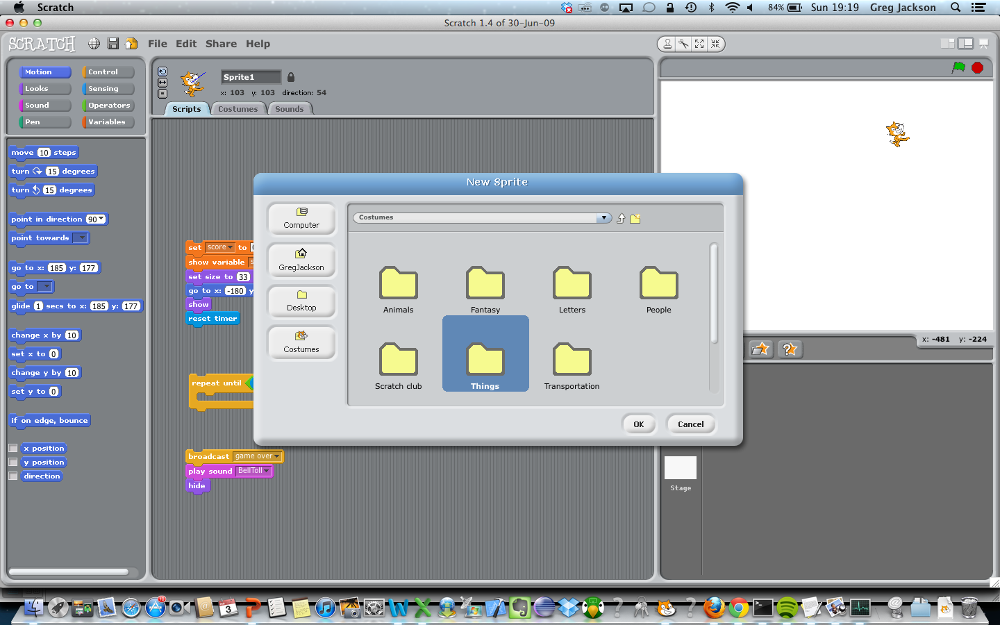 Scratch
84%
Sun 19:19
Greg Jackson
Scratch 1.4 of 30-Jun-09
SCRATCH
File Edit Share Help
Motion Control
Looks Sensing
Sound Operators
Pen Variables
Sprite1
x: 103 y: 103 direction: 54
Scripts Costumes Sounds
move 10 steps
turn 15 degrees
turn 15 degrees
point in direction 90
point towards
go to x: 185 y: 177
go to
glide 1 secs to x: 185 y: 177
change x by 10
set x to 0
change y by 10
set y to 0
if on edge, bounce
x position
y position
direction
set score to
show variable
set size to 33
go to x: -180 y
show
reset timer
repeat until
broadcast game over
play sound BellToll
hide
New Sprite
Computer
GregJackson
Desktop
Costumes
Costumes
Animals Fantasy Letters People
Scratch club Things Transportation
OK Cancel
x: -481 y: -224
Stage
10
3